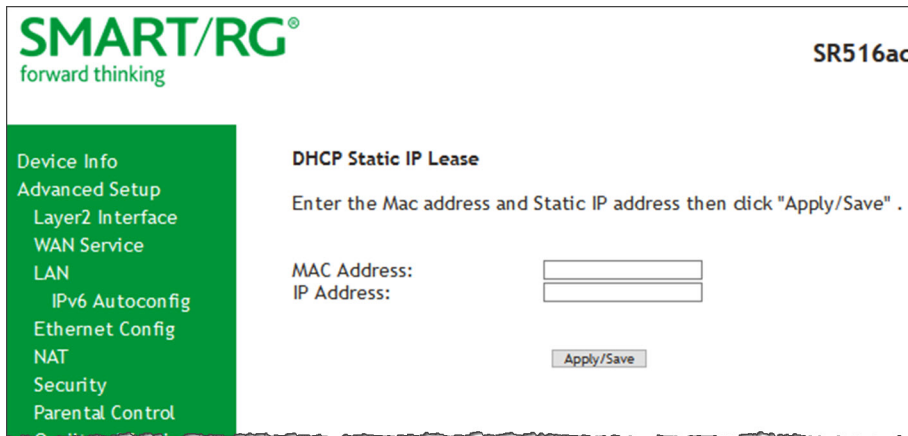 SMART/RG®
forward thinking
SR516ac
Device Info
Advanced Setup
Layer2 Interface
WAN Service
LAN
IPv6 Autoconfig
Ethernet Config
NAT
Security
Parental Control
DHCP Static IP Lease
Enter the Mac address and Static IP address then click "Apply/Save" .
MAC Address:
IP Address:
Apply/Save